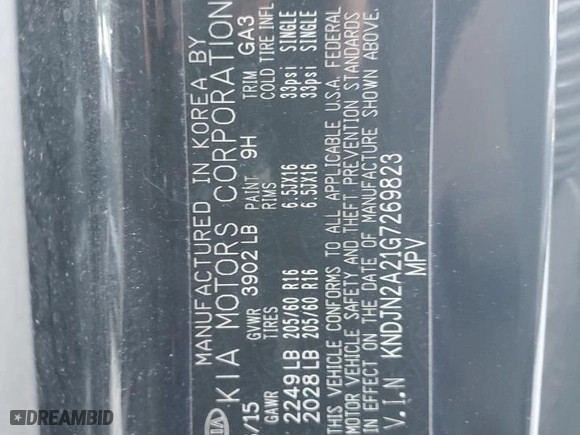 MANUFACTURED IN KOREA BY
KIA MOTORS CORPORATION
/15 GVWR 3902 LB PAINT 9H TRIM GA3
GAWR TIRES RIMS COLD TIRE INFL
2249 LB 205/60 R16 6.5JX16 33psi SINGLE
2028 LB 205/60 R16 6.5JX16 33psi SINGLE
THIS VEHICLE CONFORMS TO ALL APPLICABLE U.S.A. FEDERAL
MOTOR VEHICLE SAFETY AND THEFT PREVENTION STANDARDS
IN EFFECT ON THE DATE OF MANUFACTURE SHOWN ABOVE.
V.I.N KNDJN2A21G7269823
MPV
DREAMBID